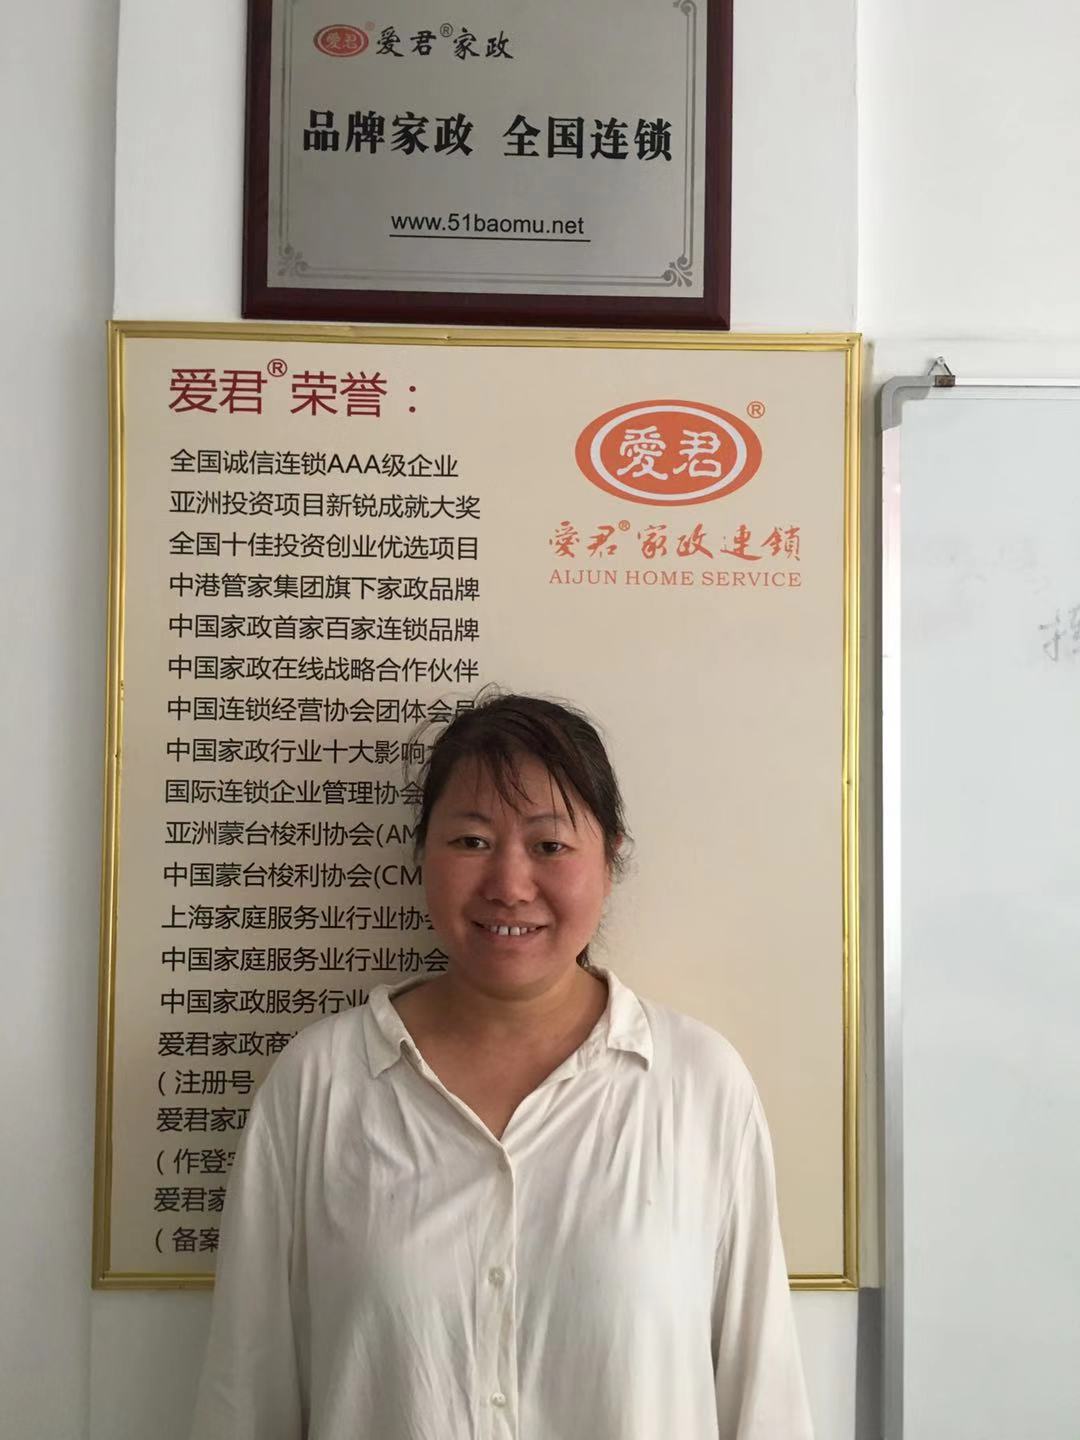 愛君® 爱君®家政
品牌家政 全国连锁
www.51baomu.net
爱君®荣誉：
全国诚信连锁AAA级企业
亚洲投资项目新锐成就大奖
全国十佳投资创业优选项目
中港管家集团旗下家政品牌
中国家政首家百家连锁品牌
中国家政在线战略合作伙伴
中国连锁经营协会团体会员
中国家政行业十大影响
国际连锁企业管理协会
亚洲蒙台梭利协会(AM
中国蒙台梭利协会(CM
上海家庭服务业行业协会
中国家庭服务业行业协会
中国家政服务行业
爱君家政商
(注册号
爱君家政
(作登字
爱君家
(备案
愛君®
愛君®家政連鎖
AIJUN HOME SERVICE